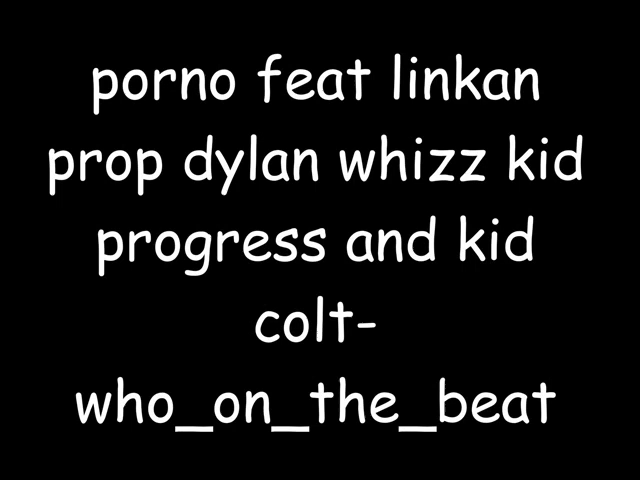 porno feat linkan
prop dylan whizz kid
progress and kid
colt-
who_on_the_beat